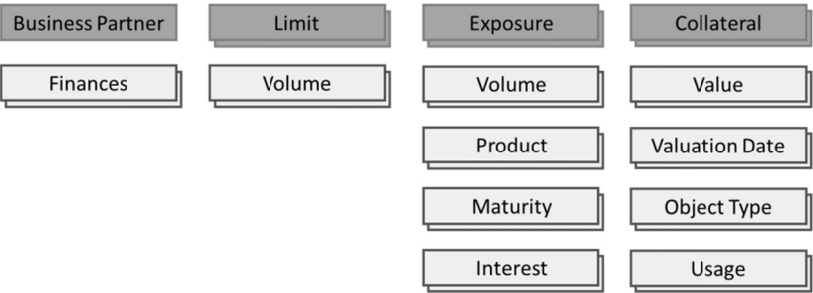 Business Partner
Limit
Exposure
Collateral
Finances
Volume
Volume
Value
Product
Valuation Date
Maturity
Object Type
Interest
Usage